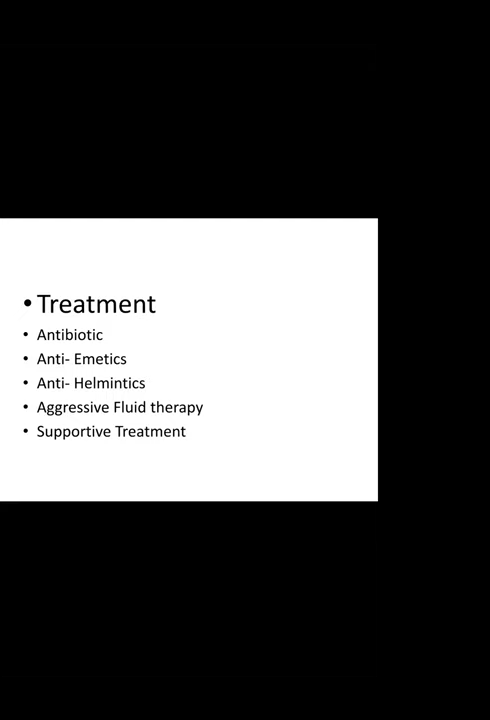 • Treatment
• Antibiotic
• Anti- Emetics
• Anti- Helmintics
• Aggressive Fluid therapy
• Supportive Treatment